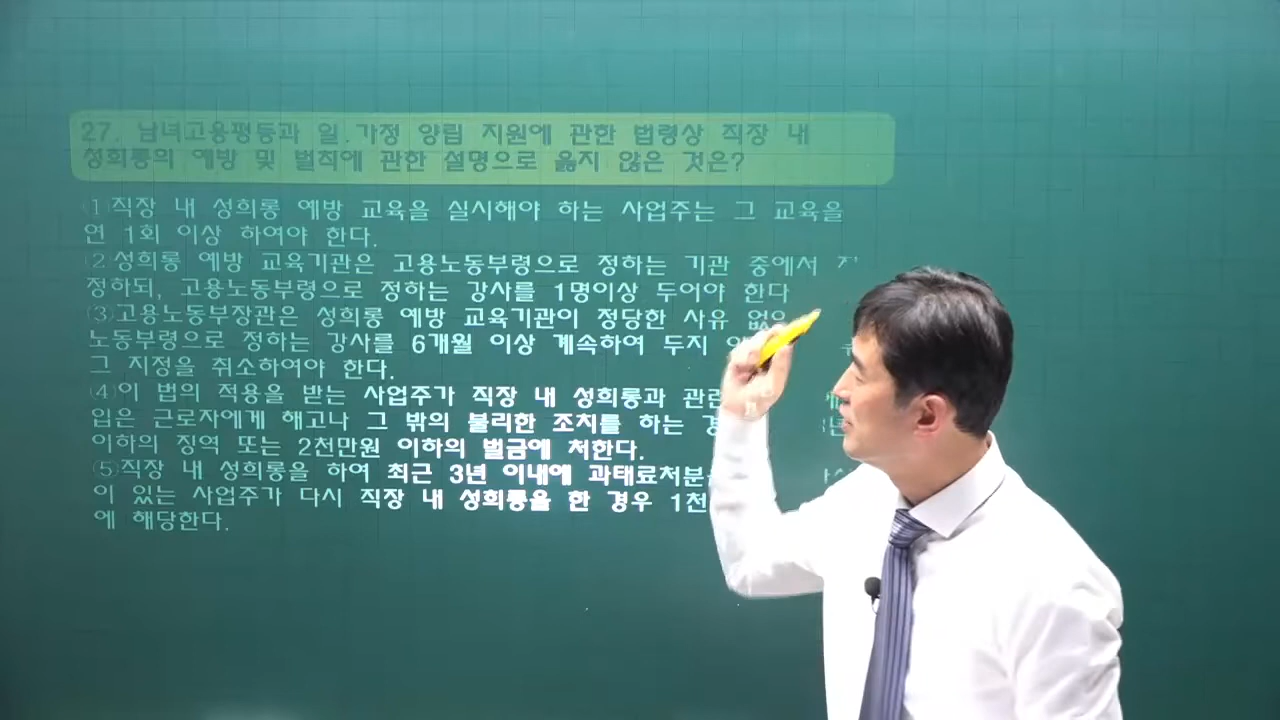 27. 남녀고용평등과 일.가정 양립 지원에 관한 법령상 직장 내
성희롱의 예방 및 벌칙에 관한 설명으로 옳지 않은 것은?
(1)직장 내 성희롱 예방 교육을 실시해야 하는 사업주는 그 교육을
연 1회 이상 하여야 한다.
(2)성희롱 예방 교육기관은 고용노동부령으로 정하는 기관 중에서
정하되, 고용노동부령으로 정하는 강사를 1명이상 두어야 한다
(3)고용노동부장관은 성희롱 예방 교육기관이 정당한 사유
노동부령으로 정하는 강사를 6개월 이상 계속하여 두지
그 지정을 취소하여야 한다.
(4)이 법의 적용을 받는 사업주가 직장 내 성희롱과
입은 근로자에게 해고나 그 밖의 불리한 조치를 하는
이하의 징역 또는 2천만원 이하의 벌금에 처한다.
(5)직장 내 성희롱을 하여 최근 3년 이내에 과태료처분을
이 있는 사업주가 다시 직장 내 성희롱을 한 경우
에 해당한다.